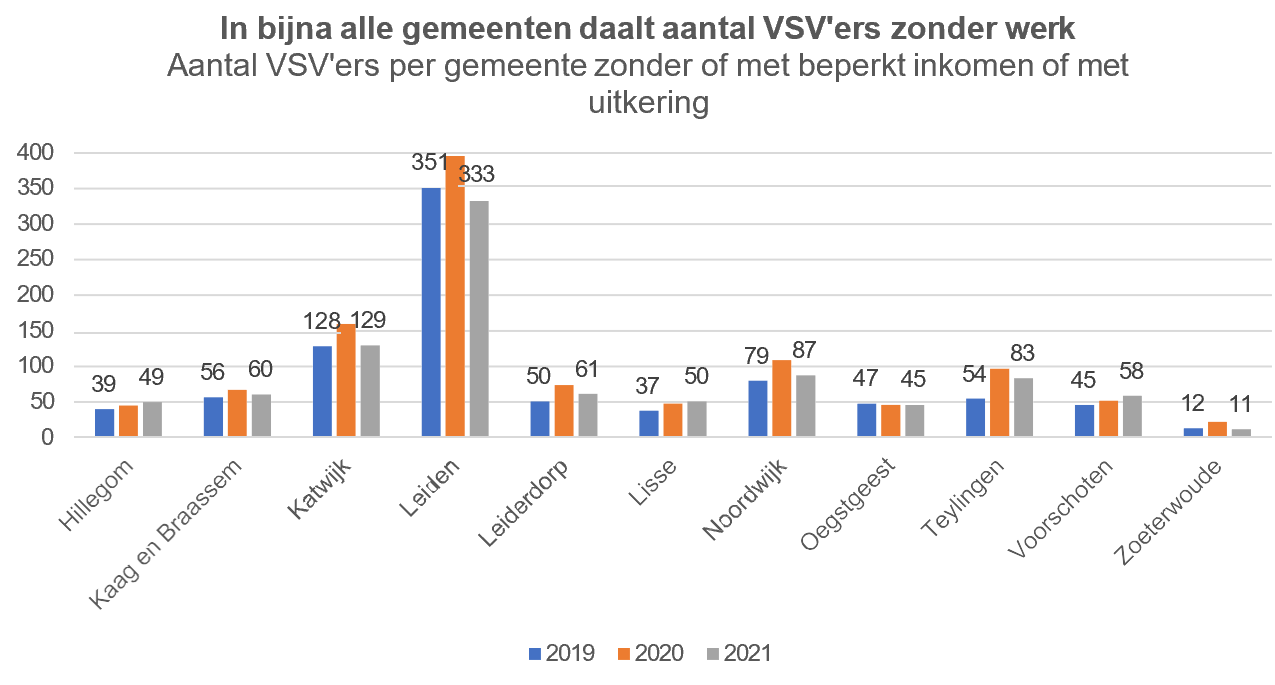 In bijna alle gemeenten daalt aantal VSV'ers zonder werk
Aantal VSV'ers per gemeente zonder of met beperkt inkomen of met
uitkering
400
350
300
250
200
150
100
50
0
39
49
56
60
128
129
351
333
50
61
37
50
79
87
47
45
54
83
45
58
12
11
Hillegom
Kaag en Braassem
Katwijk
Leiden
Leiderdorp
Lisse
Noordwijk
Oegstgeest
Teylingen
Voorschoten
Zoeterwoude
2019 2020 2021